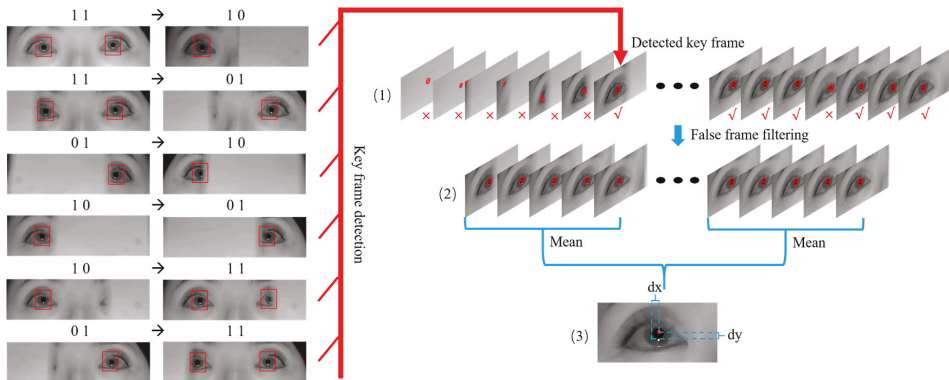 1 1 → 1 0
1 1 → 0 1
0 1 → 1 0
1 0 → 0 1
1 0 → 1 1
0 1 → 1 1
Key frame detection
Detected key frame
(1)
× × × × × × √ √ √ √ × √ √ √
False frame filtering
(2)
Mean Mean
dx
(3)
dy